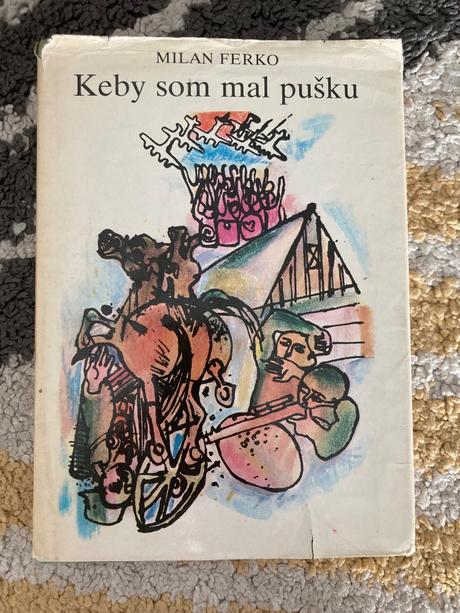 MILAN FERKO
Keby som mal pušku